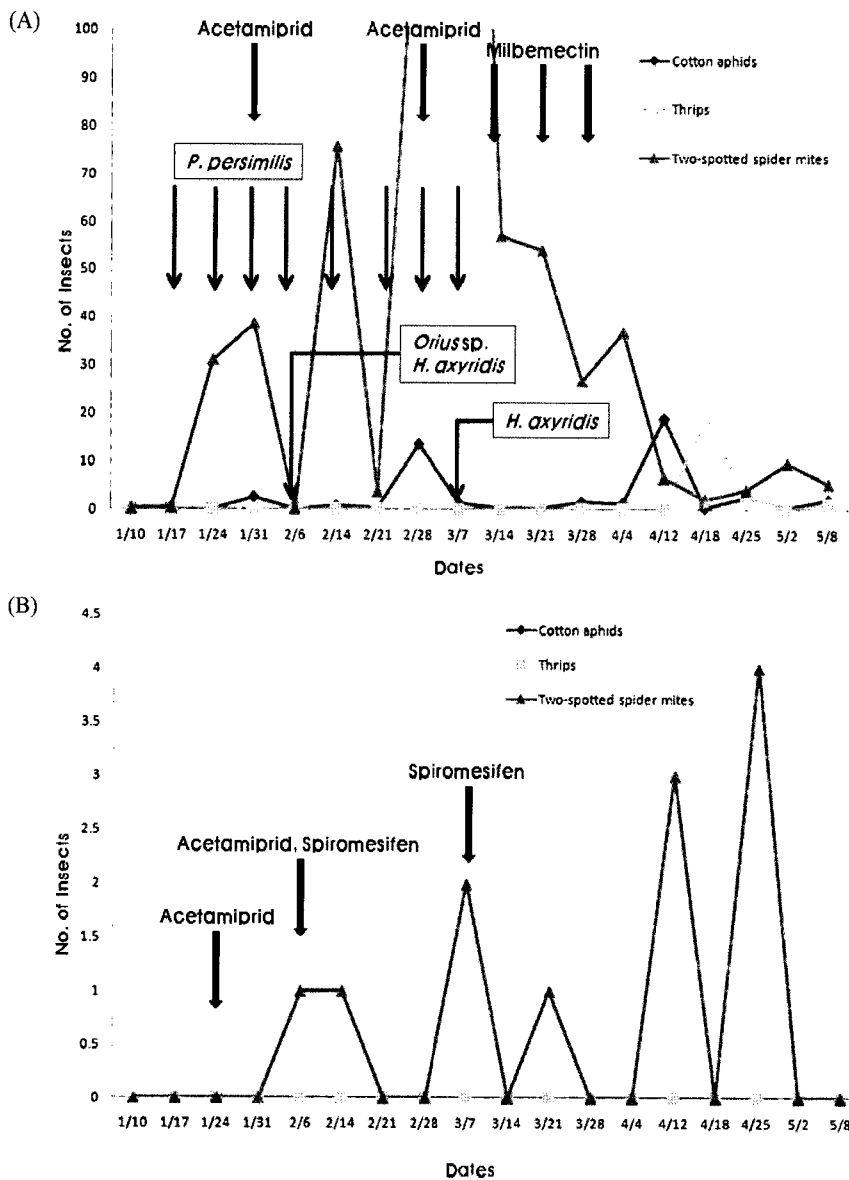 (A)
Acetamiprid
Acetamiprid
Milbemectin
Cotton aphids
Thrips
Two-spotted spider mites
P. persimilis
Orius sp.
H. axyridis
H. axyridis
No. of Insects
100
90
80
70
60
50
40
30
20
10
0
1/10 1/17 1/24 1/31 2/6 2/14 2/21 2/28 3/7 3/14 3/21 3/28 4/4 4/12 4/18 4/25 5/2 5/8
Dates
(B)
Cotton aphids
Thrips
Two-spotted spider mites
Spiromesifen
Acetamiprid, Spiromesifen
Acetamiprid
No. of Insects
4.5
4
3.5
3
2.5
2
1.5
1
0.5
0
1/10 1/17 1/24 1/31 2/6 2/14 2/21 2/28 3/7 3/14 3/21 3/28 4/4 4/12 4/18 4/25 5/2 5/8
Dates